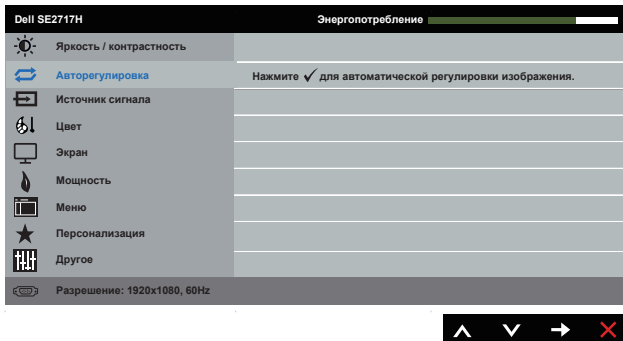 Dell SE2717H Энергопотребление
Яркость / контрастность
Авторегулировка Нажмите ✓ для автоматической регулировки изображения.
Источник сигнала
Цвет
Экран
Мощность
Меню
Персонализация
Другое
Разрешение: 1920x1080, 60Hz